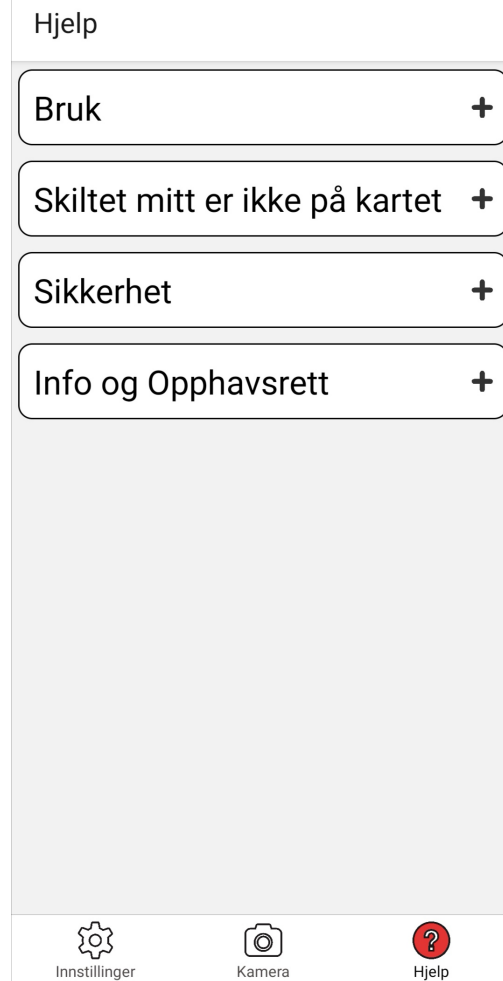 Hjelp
Bruk
Skiltet mitt er ikke på kartet
Sikkerhet
Info og Opphavsrett
Innstillinger
Kamera
Hjelp